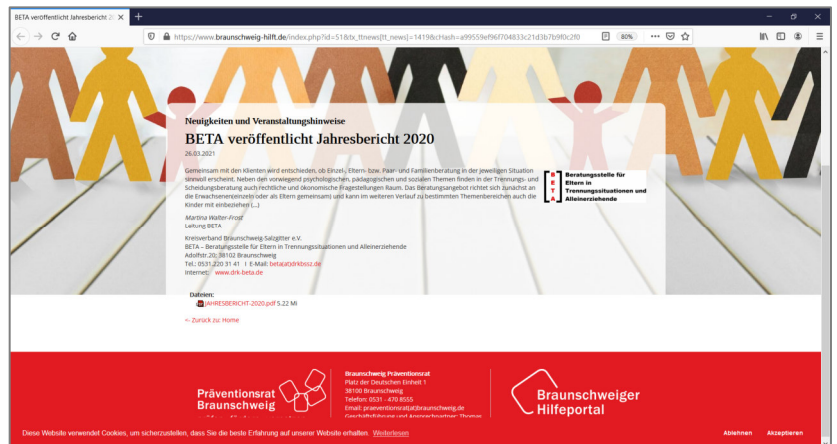 BETA veröffentlicht Jahresbericht 20
https://www.braunschweig-hilft.de/index.php?id=51&tx_ttnews[tt_news]=1419&cHash=a99559ef96f704833c21d3b7b9f0c2f0
80%
Neuigkeiten und Veranstaltungshinweise
BETA veröffentlicht Jahresbericht 2020
26.03.2021
Gemeinsam mit den Klienten wird entschieden, ob Einzel-, Eltern- bzw. Paar- und Familienberatung in der jeweiligen Situation
sinnvoll erscheint. Neben den vorwiegend psychologischen, pädagogischen und sozialen Themen finden in der Trennungs- und
Scheidungsberatung auch rechtliche und ökonomische Fragestellungen Raum. Das Beratungsangebot richtet sich zunächst an
die Erwachsenen(einzeln oder als Eltern gemeinsam) und kann im weiteren Verlauf zu bestimmten Themenbereichen auch die
Kinder mit einbeziehen (...)
BETA
Beratungsstelle für
Eltern in
Trennungssituationen und
Alleinerziehende
Martina Walter-Frost
Leitung BETA
Kreisverband Braunschweig-Salzgitter e.V.
BETA – Beratungsstelle für Eltern in Trennungssituationen und Alleinerziehende
Adolfstr.20; 38102 Braunschweig
Tel.: 0531.220 31 41 I E-Mail: beta(at)drkbssz.de
Internet: www.drk-beta.de
Dateien:
JAHRESBERICHT-2020.pdf 5.22 Mi
<- Zurück zu: Home
Präventionsrat
Braunschweig
Braunschweig Präventionsrat
Platz der Deutschen Einheit 1
38100 Braunschweig
Telefon: 0531 - 470 8555
Email: praeventionsrat(at)braunschweig.de
Geschäftsführung und Ansprechpartner: Thomas
Braunschweiger
Hilfeportal
Diese Website verwendet Cookies, um sicherzustellen, dass Sie die beste Erfahrung auf unserer Website erhalten. Weiterlesen
Ablehnen Akzeptieren